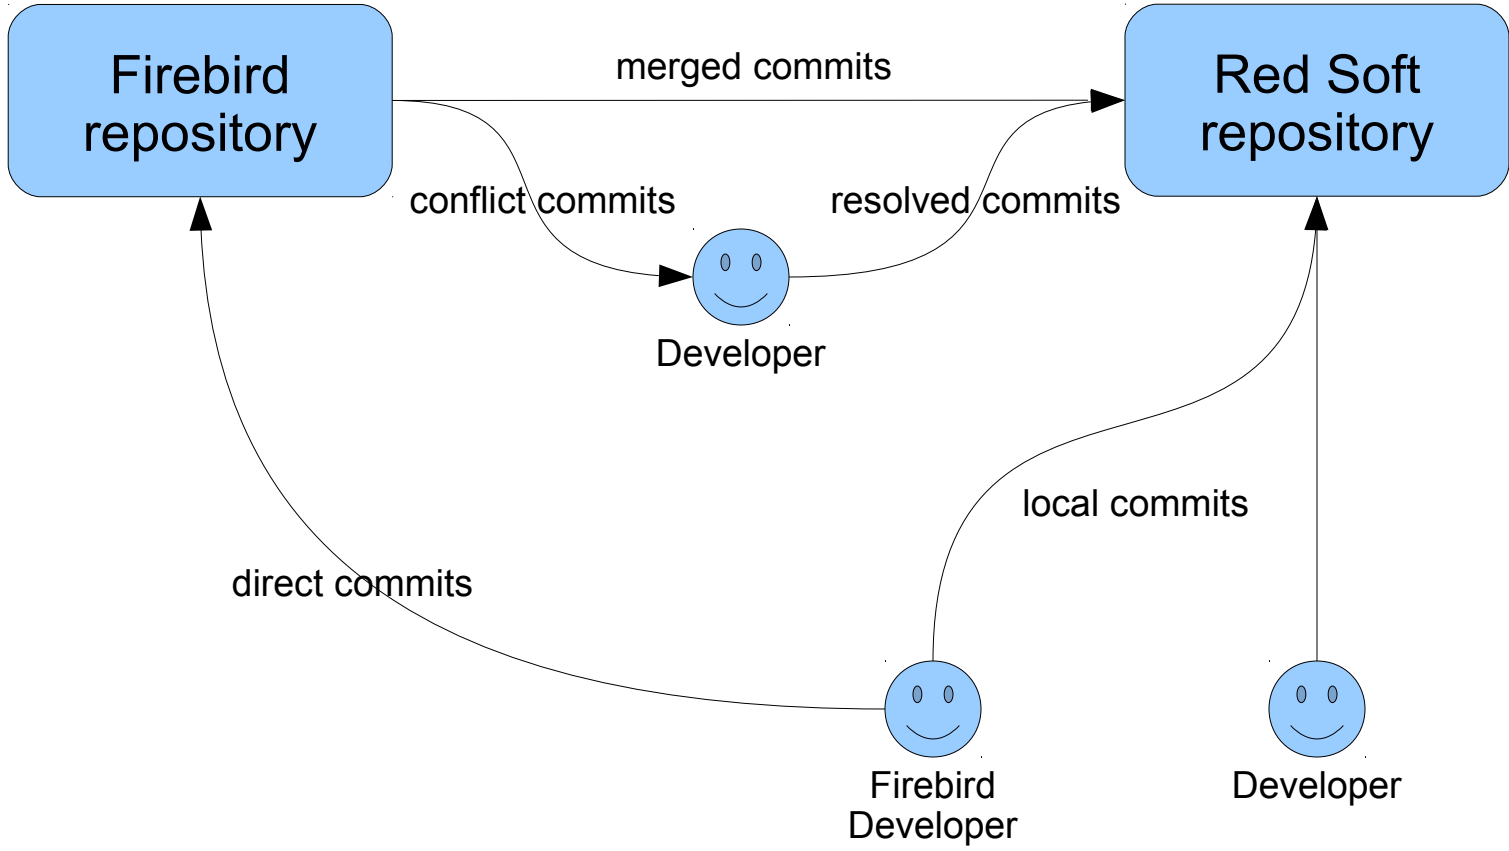 Firebird
repository
merged commits
Red Soft
repository
conflict commits
resolved commits
Developer
local commits
direct commits
Firebird
Developer
Developer